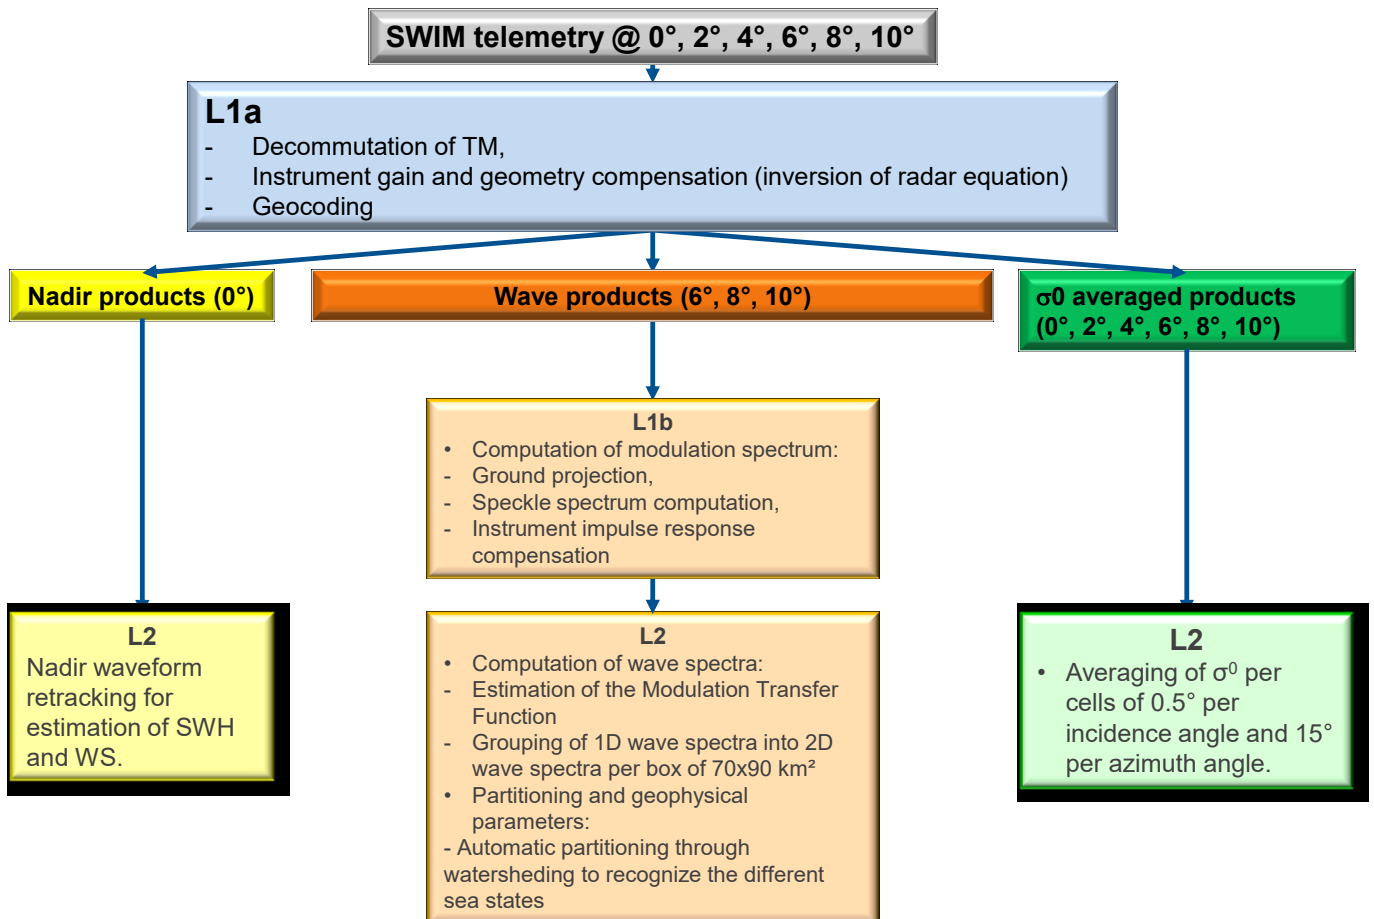 SWIM telemetry @ 0°, 2°, 4°, 6°, 8°, 10°
L1a
- Decommutation of TM,
- Instrument gain and geometry compensation (inversion of radar equation)
- Geocoding
Nadir products (0°)
Wave products (6°, 8°, 10°)
σ0 averaged products
(0°, 2°, 4°, 6°, 8°, 10°)
L1b
• Computation of modulation spectrum:
- Ground projection,
- Speckle spectrum computation,
- Instrument impulse response
compensation
L2
Nadir waveform
retracking for
estimation of SWH
and WS.
L2
• Computation of wave spectra:
- Estimation of the Modulation Transfer
Function
- Grouping of 1D wave spectra into 2D
wave spectra per box of 70x90 km²
• Partitioning and geophysical
parameters:
- Automatic partitioning through
watersheding to recognize the different
sea states
L2
• Averaging of σ⁰ per
cells of 0.5° per
incidence angle and 15°
per azimuth angle.